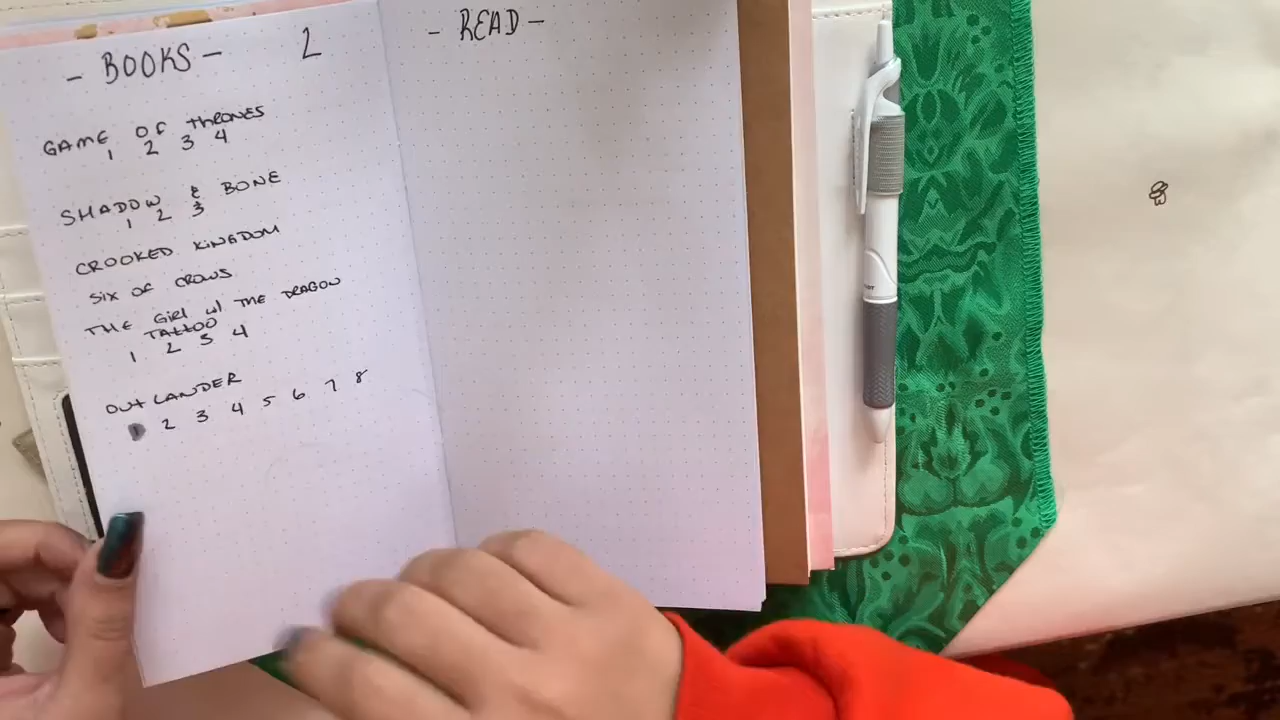 - BOOKS - 2 - READ -
GAME OF THRONES
1 2 3 4
SHADOW & BONE
1 2 3
CROOKED KINGDOM
SIX OF CROWS
THE GIRL w/ THE DRAGON
TATTOO
1 2 3 4
OUTLANDER
2 3 4 5 6 7 8